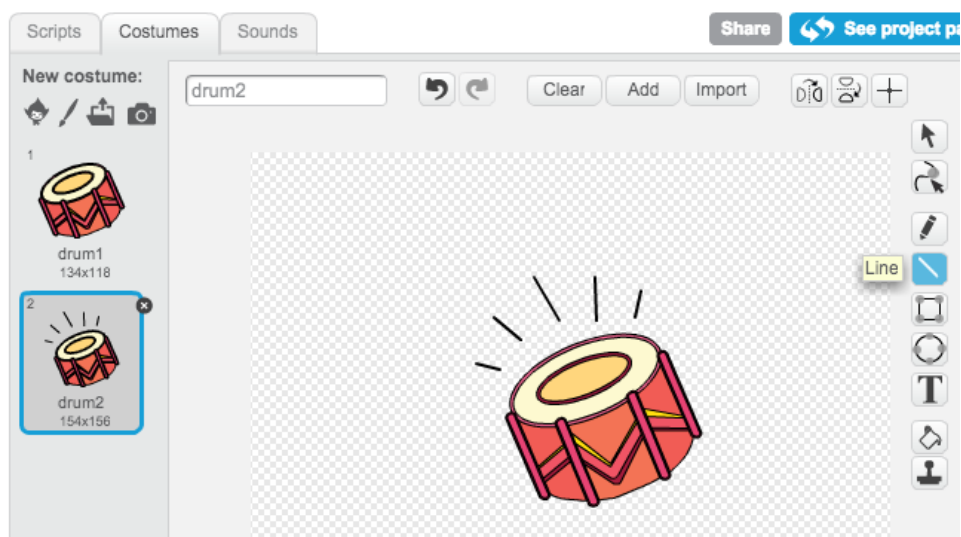 Scripts
Costumes
Sounds
Share
See project pa
New costume:
drum2
Clear
Add
Import
1
drum1
134x118
Line
2
drum2
154x156
T